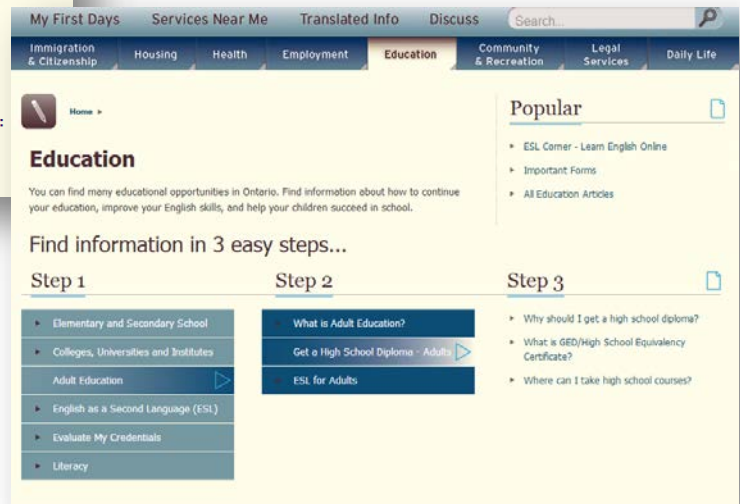 My First Days Services Near Me Translated Info Discuss Search...
Immigration & Citizenship Housing Health Employment Education Community & Recreation Legal Services Daily Life
:
Home
Education
You can find many educational opportunities in Ontario. Find information about how to continue
your education, improve your English skills, and help your children succeed in school.
Popular
ESL Corner - Learn English Online
Important Forms
All Education Articles
Find information in 3 easy steps...
Step 1
Elementary and Secondary School
Colleges, Universities and Institutes
Adult Education
English as a Second Language (ESL)
Evaluate My Credentials
Literacy
Step 2
What is Adult Education?
Get a High School Diploma - Adults
ESL for Adults
Step 3
Why should I get a high school diploma?
What is GED/High School Equivalency
Certificate?
Where can I take high school courses?